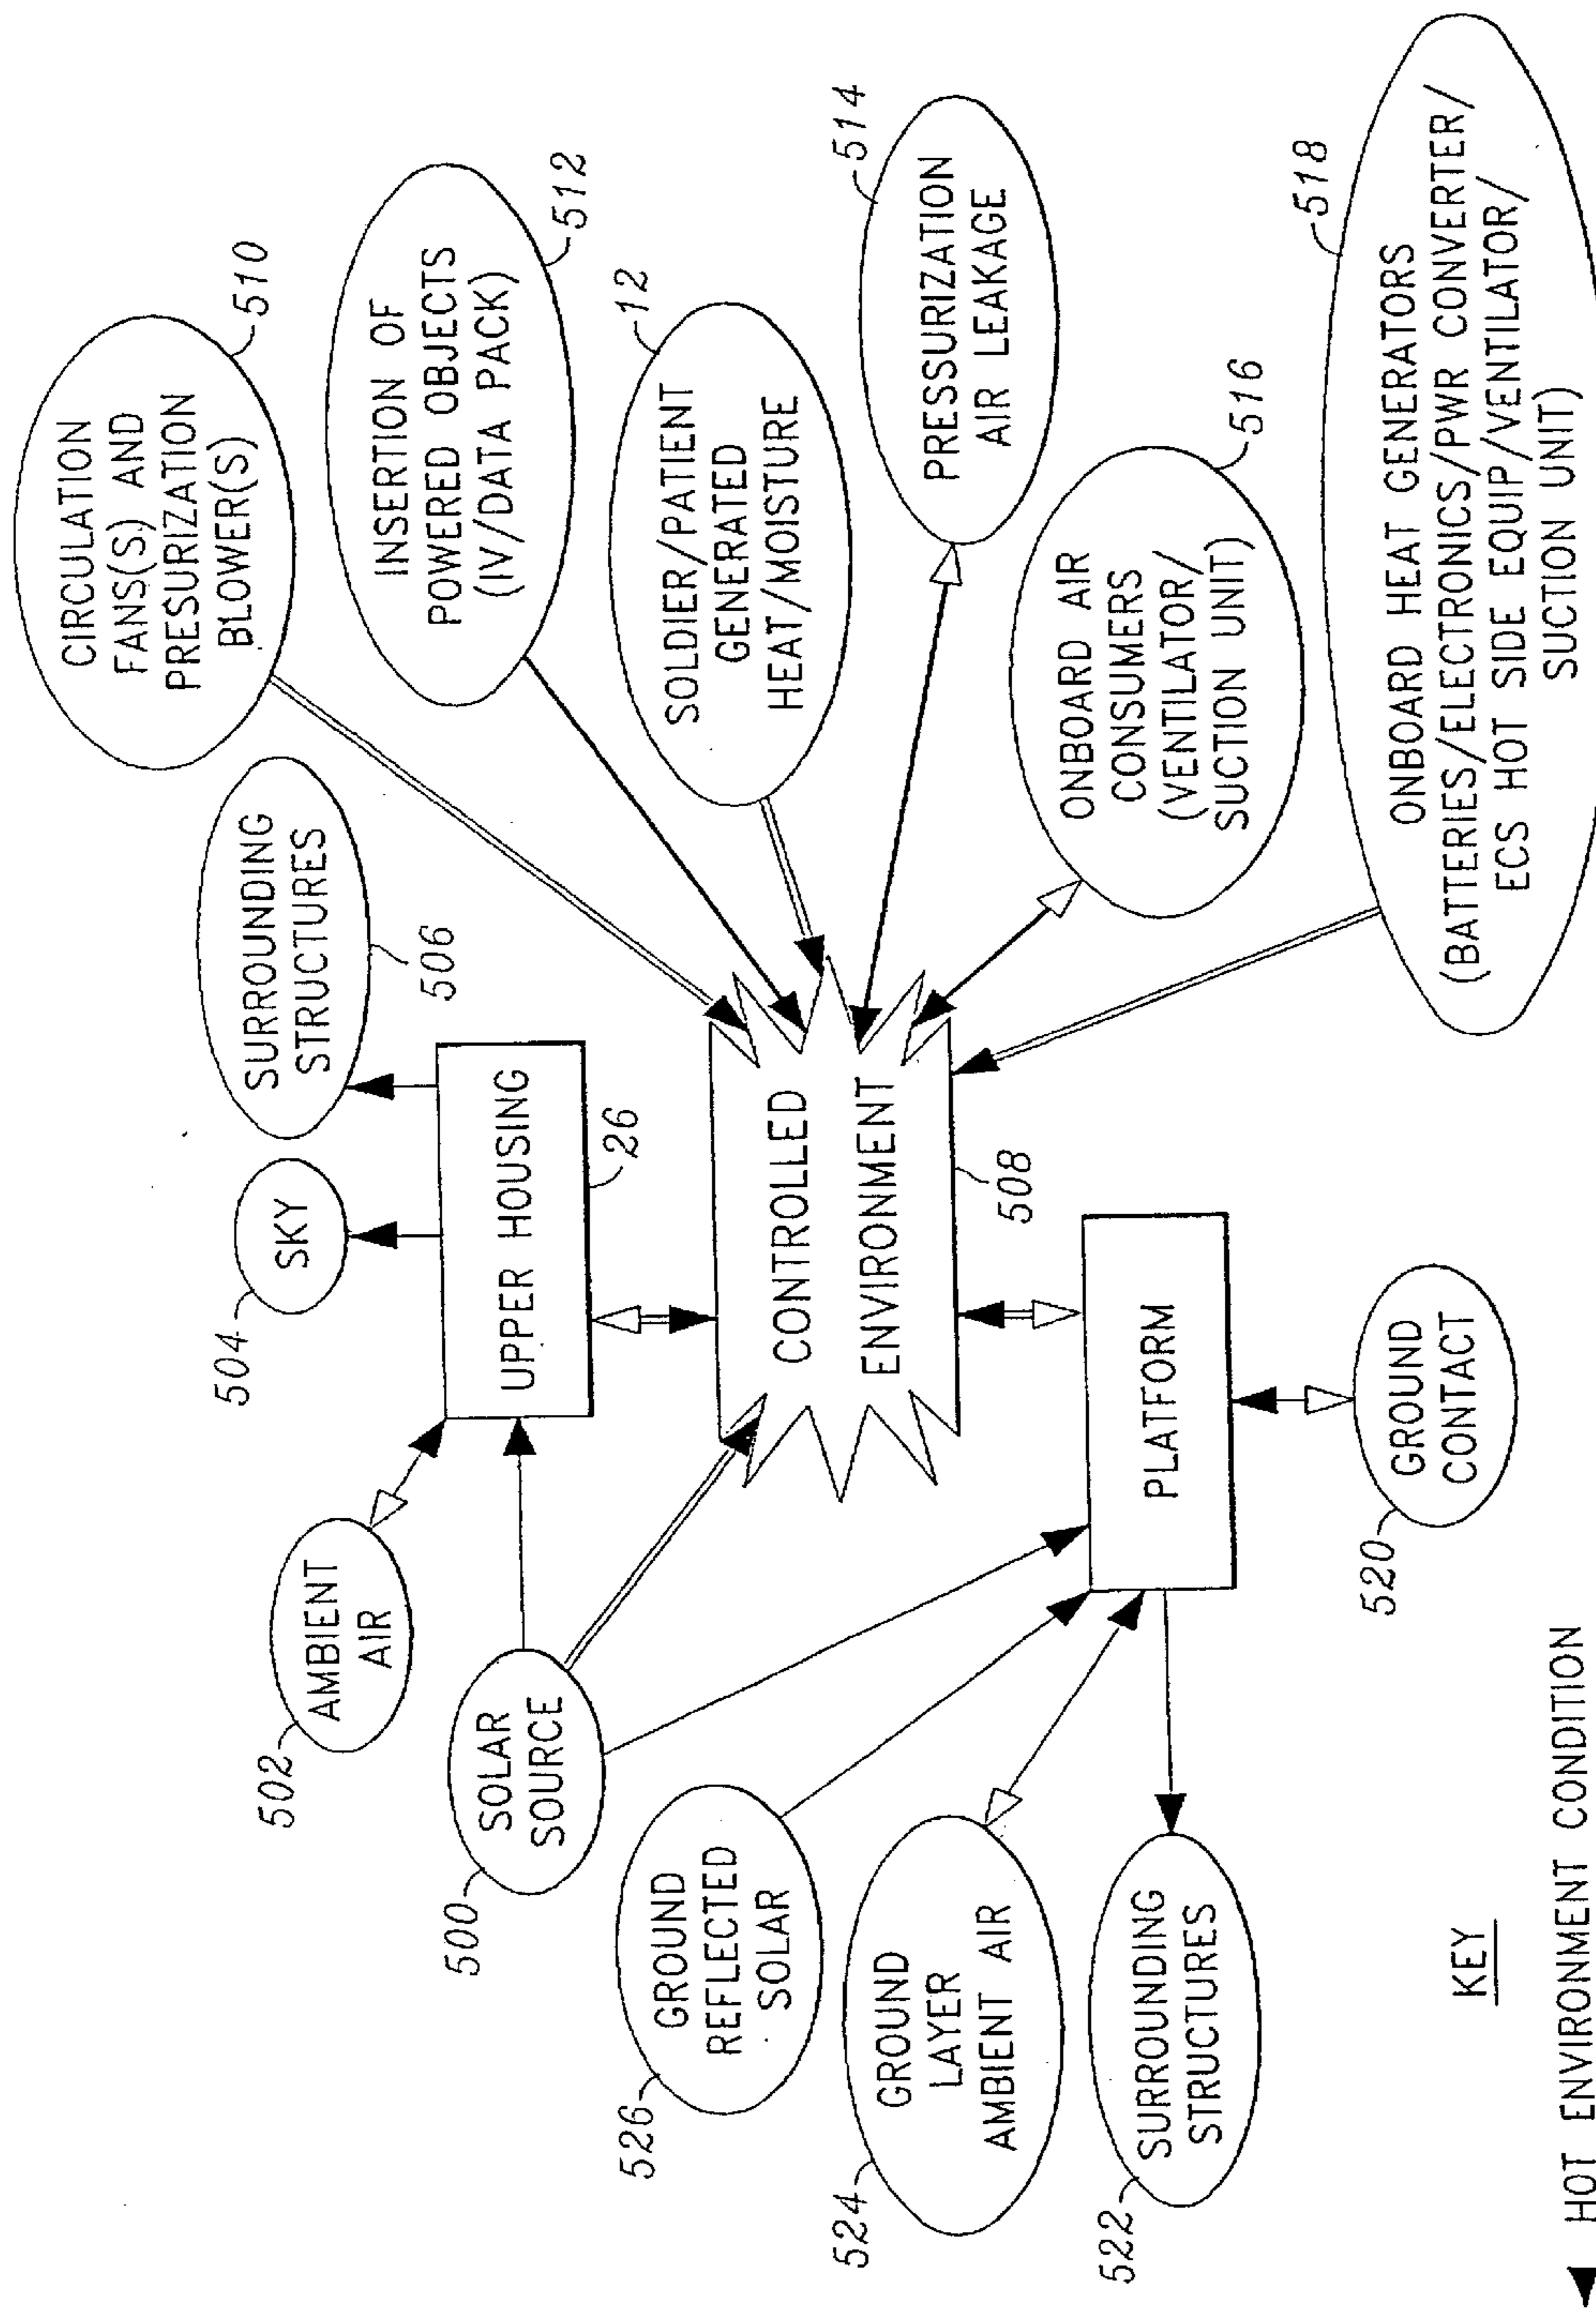 CIRCULATION
FANS(S) AND
PRESURIZATION
BLOWER(S)
510
INSERTION OF
POWERED OBJECTS
(IV/DATA PACK)
512
SOLDIER/PATIENT
GENERATED
HEAT/MOISTURE
12
PRESSURIZATION
AIR LEAKAGE
514
ONBOARD AIR
CONSUMERS
(VENTILATOR/
SUCTION UNIT)
516
ONBOARD HEAT GENERATORS
(BATTERIES/ELECTRONICS/PWR CONVERTER/
ECS HOT SIDE EQUIP/VENTILATOR/
SUCTION UNIT)
518
SURROUNDING
STRUCTURES
506
SKY
504
UPPER HOUSING
26
AMBIENT
AIR
502
SOLAR
SOURCE
500
CONTROLLED
ENVIRONMENT
508
PLATFORM
GROUND
CONTACT
520
GROUND
REFLECTED
SOLAR
526
GROUND
LAYER
AMBIENT AIR
524
SURROUNDING
STRUCTURES
522
KEY
HOT ENVIRONMENT CONDITION